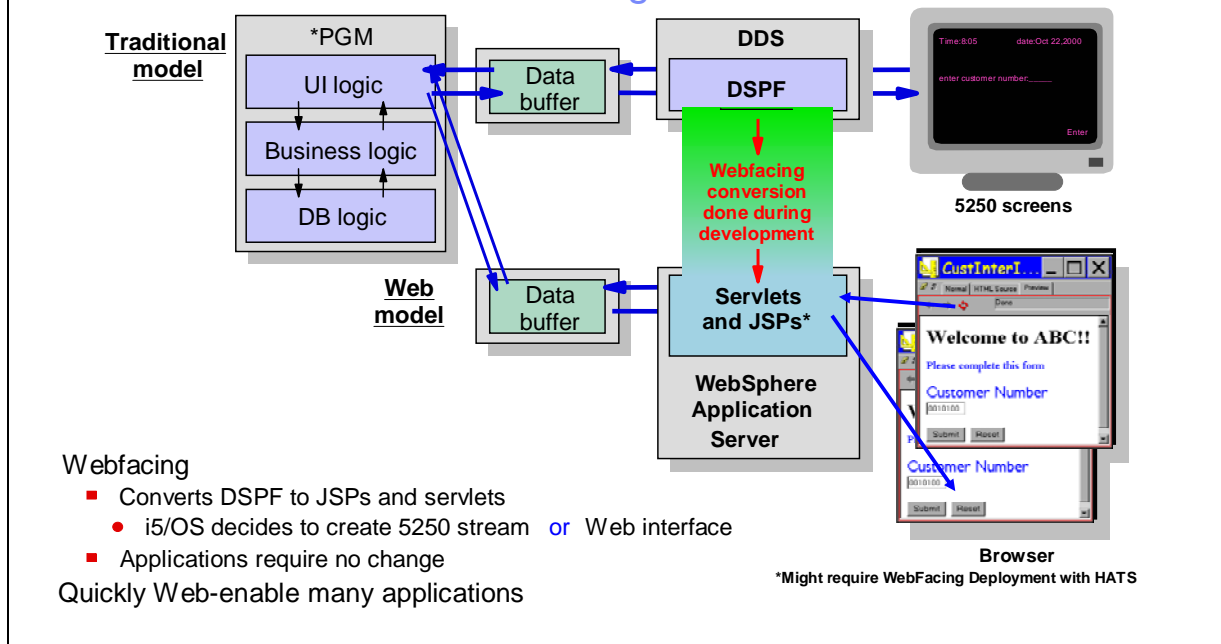 Traditional
model
*PGM
UI logic
Business logic
DB logic
Data
buffer
DDS
DSPF
Time:8:05 date:Oct 22,2000
enter customer number:_____
Enter
5250 screens
Webfacing
conversion
done during
development
Web
model
Data
buffer
Servlets
and JSPs*
WebSphere
Application
Server
CustInterI...
Normal HTML Source Preview
Done
Welcome to ABC!!
Please complete this form
Customer Number
0010100
Submit Reset
Customer Number
0010100
Submit Reset
Browser
*Might require WebFacing Deployment with HATS
Webfacing
Converts DSPF to JSPs and servlets
i5/OS decides to create 5250 stream or Web interface
Applications require no change
Quickly Web-enable many applications